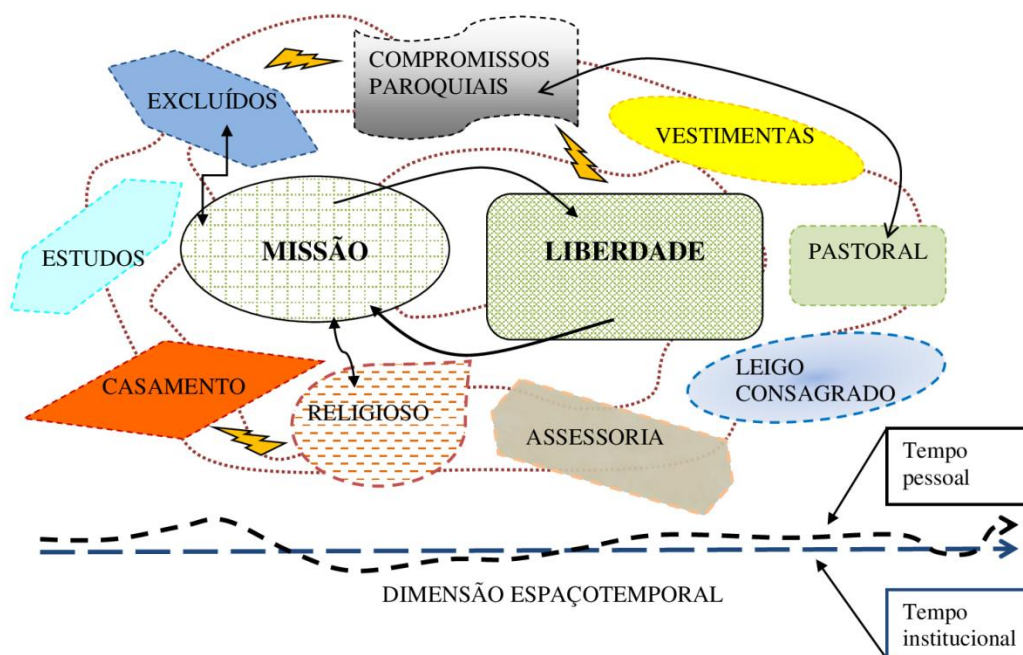 COMPROMISSOS
PAROQUIAIS
EXCLUÍDOS
VESTIMENTAS
ESTUDOS
MISSÃO
LIBERDADE
PASTORAL
CASAMENTO
RELIGIOSO
ASSESSORIA
LEIGO
CONSAGRADO
Tempo
pessoal
DIMENSÃO ESPAÇOTEMPORAL
Tempo
institucional